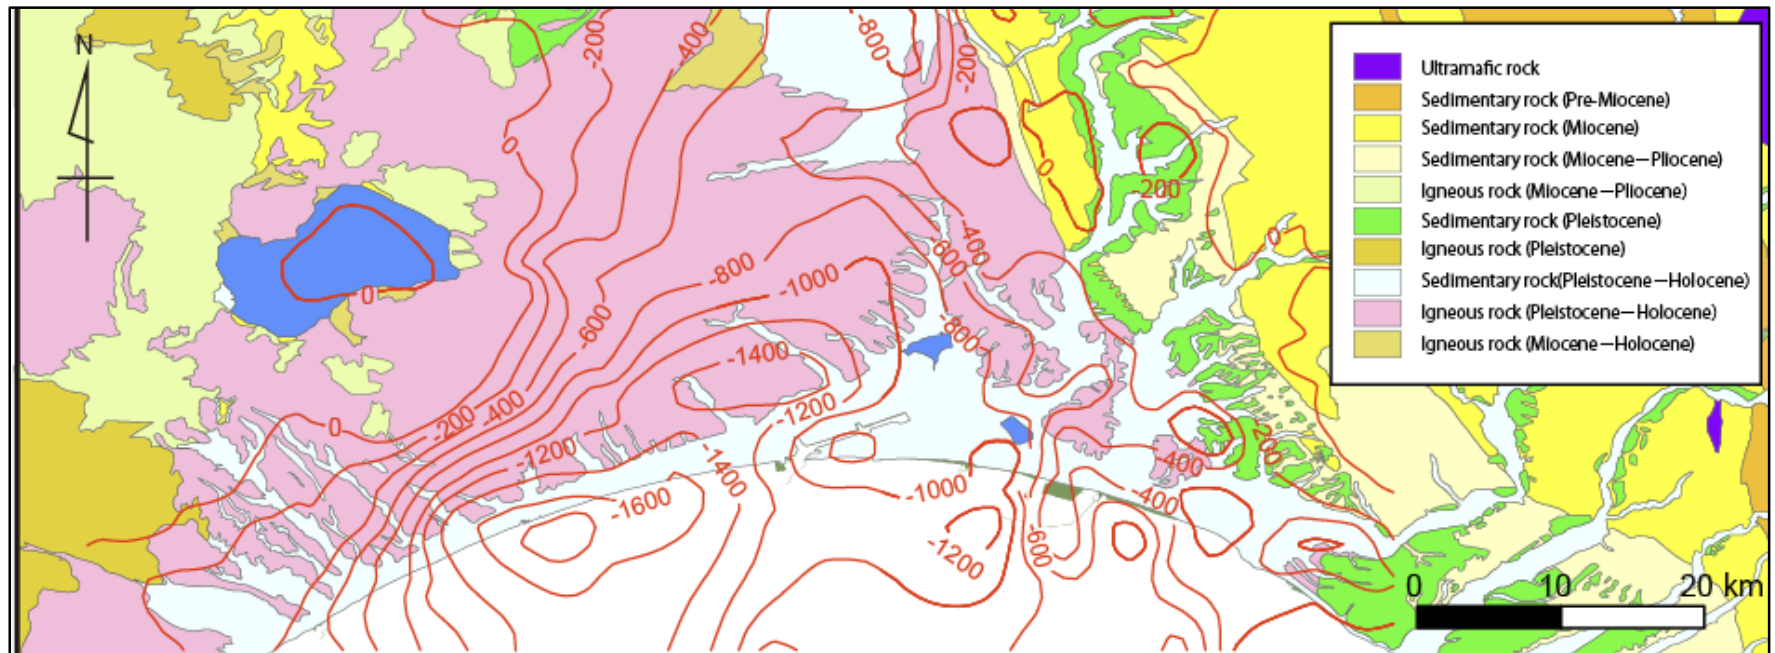 N
-200
-400
-800
-200
0
0
-200
-400
-600
0
-800
-1000
0
-600
-800
-1400
-200
-400
0
-1200
-1200
-1400
-400
200
-1000
-400
-1600
-600
-1200
Ultramafic rock
Sedimentary rock (Pre-Miocene)
Sedimentary rock (Miocene)
Sedimentary rock (Miocene—Pliocene)
Igneous rock (Miocene—Pliocene)
Sedimentary rock (Pleistocene)
Igneous rock (Pleistocene)
Sedimentary rock(Pleistocene—Holocene)
Igneous rock (Pleistocene—Holocene)
Igneous rock (Miocene—Holocene)
0 10 20 km